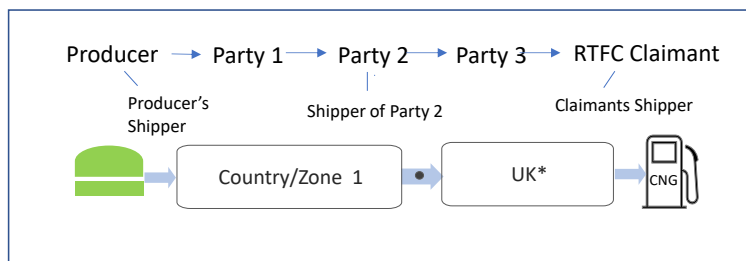 Producer Party 1 Party 2 Party 3 RTFC Claimant
Producer's
Shipper
Shipper of Party 2
Claimants Shipper
Country/Zone 1
UK*
CNG